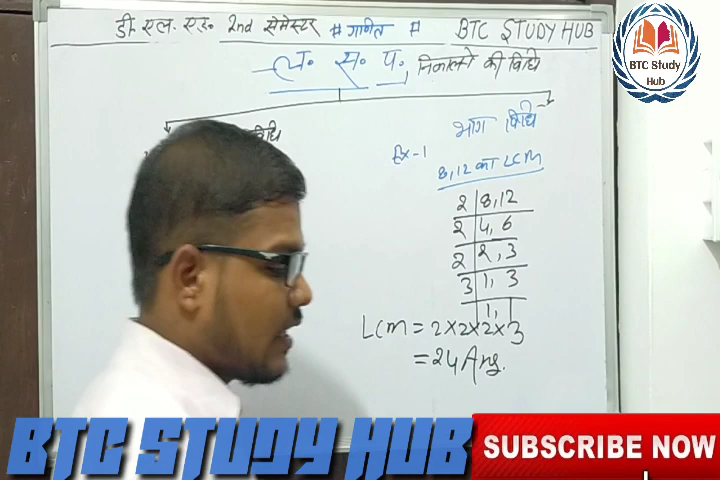 डी. एल. एड. 2nd सेमेस्टर # गणित # BTC STUDY HUB
ल. स. प. निकालने की विधि
विधि भाग विधि
Ex-1
8,12 का LCM
2 8,12
2 4, 6
2 2, 3
3 1, 3
1, 1
LCM = 2×2×2×3
= 24 Ans.
BTC Study
Hub
BTC STUDY HUB SUBSCRIBE NOW